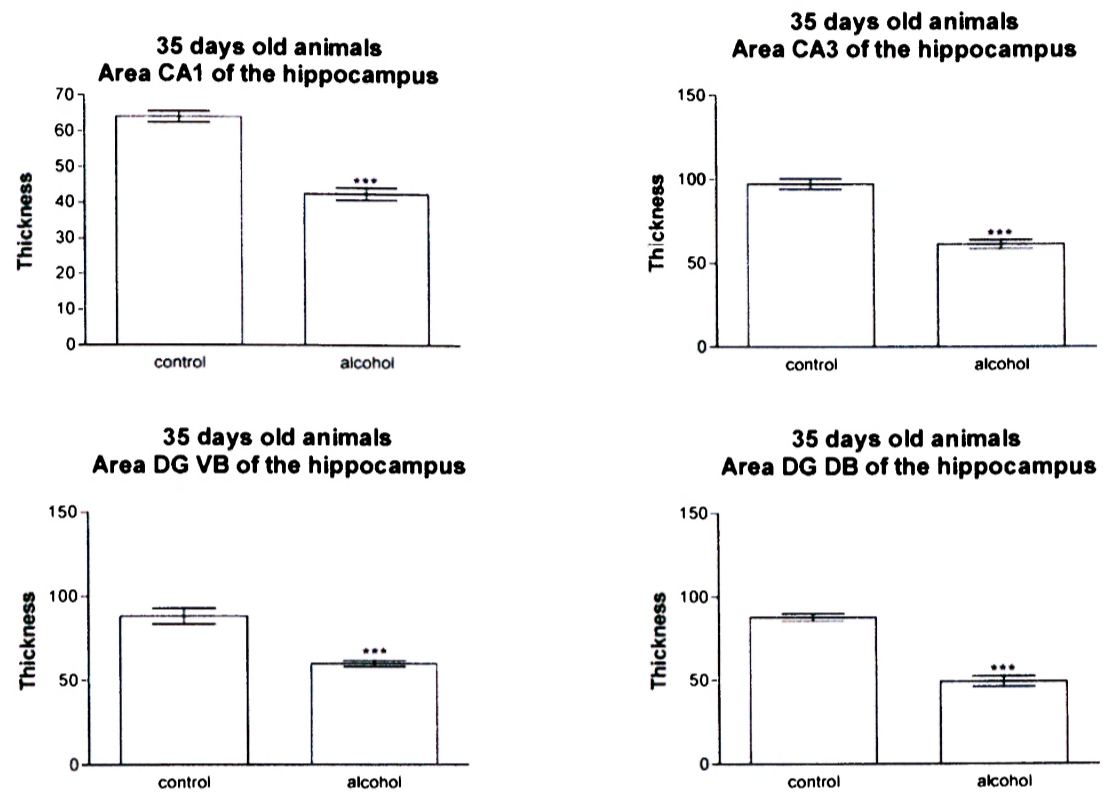 35 days old animals
Area CA1 of the hippocampus
70
60
50
40
30
20
10
0
Thickness
***
control
alcohol
35 days old animals
Area CA3 of the hippocampus
150
100
50
0
Thickness
***
control
alcohol
35 days old animals
Area DG VB of the hippocampus
150
100
50
0
Thickness
***
control
alcohol
35 days old animals
Area DG DB of the hippocampus
150
100
50
0
Thickness
***
control
alcohol